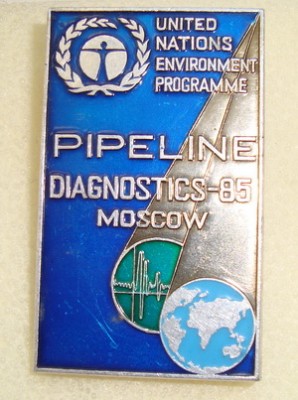 UNITED
NATIONS
ENVIRONMENT
PROGRAMME
PIPELINE
DIAGNOSTICS-85
MOSCOW